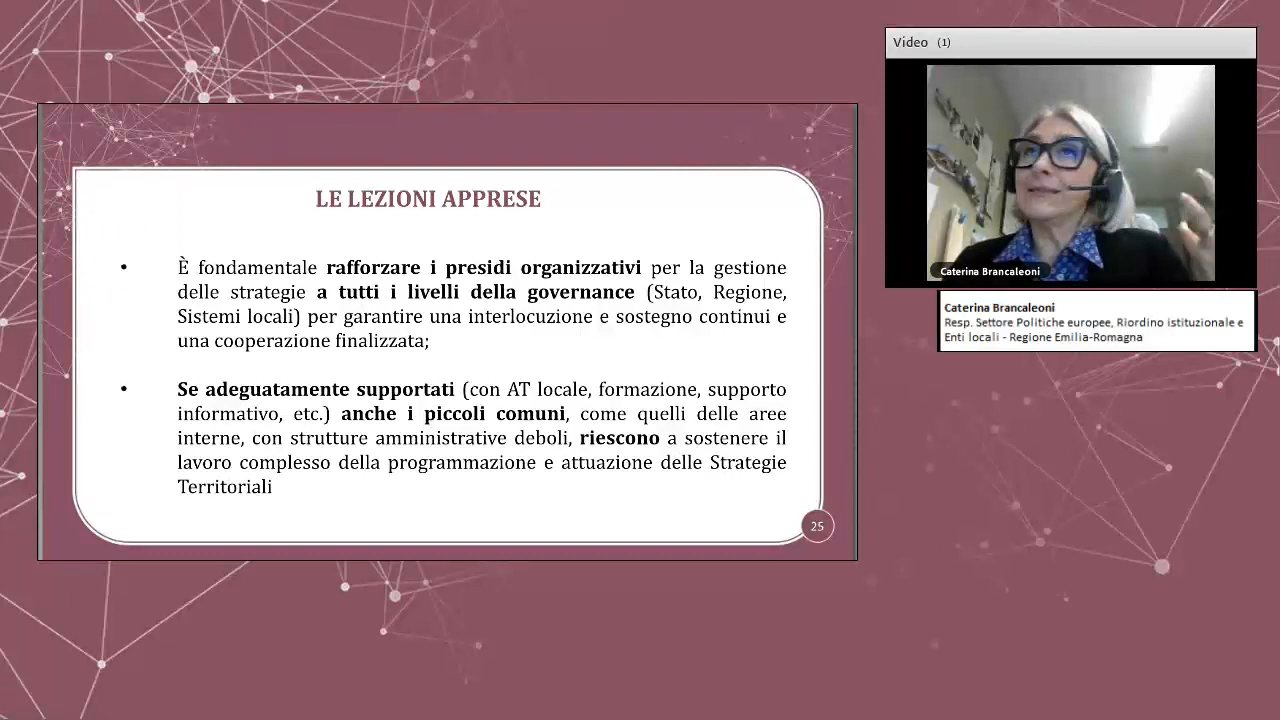 LE LEZIONI APPRESE
• È fondamentale rafforzare i presidi organizzativi per la gestione
delle strategie a tutti i livelli della governance (Stato, Regione,
Sistemi locali) per garantire una interlocuzione e sostegno continui e
una cooperazione finalizzata;
• Se adeguatamente supportati (con AT locale, formazione, supporto
informativo, etc.) anche i piccoli comuni, come quelli delle aree
interne, con strutture amministrative deboli, riescono a sostenere il
lavoro complesso della programmazione e attuazione delle Strategie
Territoriali
25
Video (1)
Caterina Brancaleoni
Caterina Brancaleoni
Resp. Settore Politiche europee, Riordino istituzionale e
Enti locali - Regione Emilia-Romagna